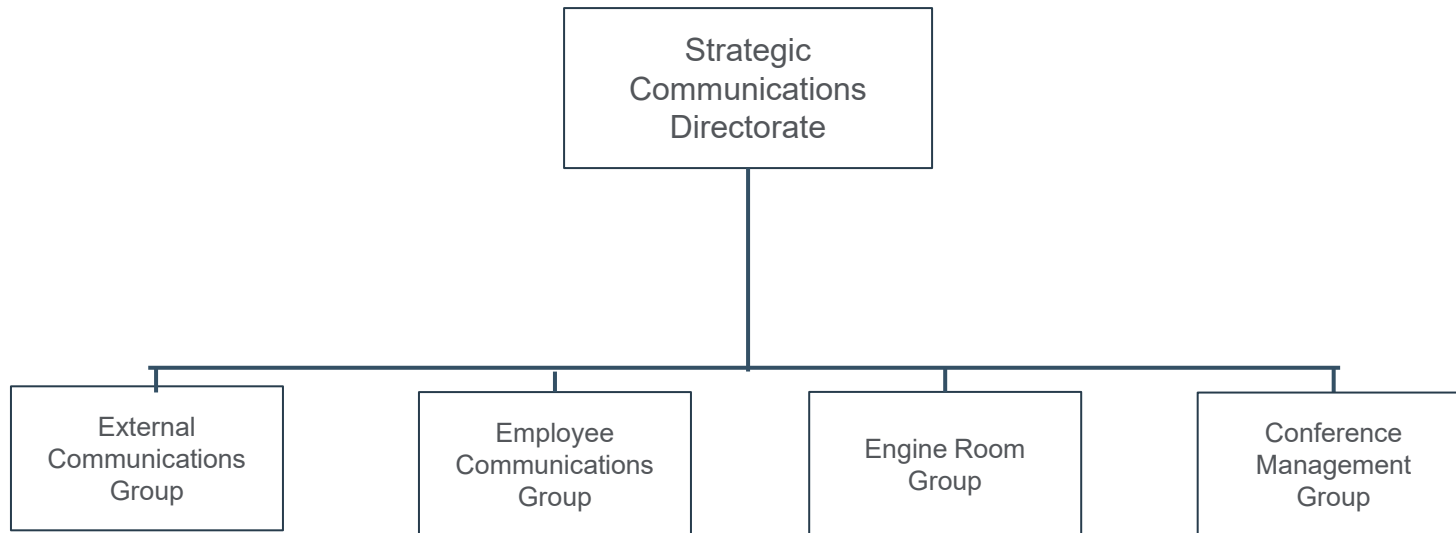 Strategic
Communications
Directorate
External
Communications
Group
Employee
Communications
Group
Engine Room
Group
Conference
Management
Group